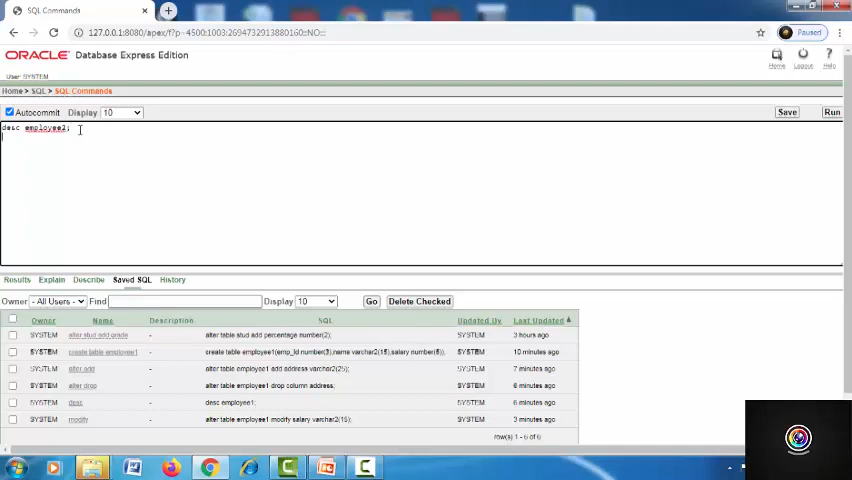 SQL Commands
127.0.0.1:8080/apex/f?p=4500:1003:2694732913880160::NO:::
Paused
ORACLE Database Express Edition
Home Logout Help
User: SYSTEM
Home > SQL > SQL Commands
Autocommit Display 10 Save Run
desc employee2;
Results Explain Describe Saved SQL History
Owner - All Users - Find Display 10 Go Delete Checked
Owner Name Description SQL Updated By Last Updated
SYSTEM alter stud add grade - alter table stud add percentage number(2); SYSTEM 3 hours ago
SYSTEM create table employee1 - create table employee1(emp_id number(3),name varchar2(15),salary number(5)); SYSTEM 10 minutes ago
SYSTEM alter add - alter table employee1 add address varchar2(25); SYSTEM 7 minutes ago
SYSTEM alter drop - alter table employee1 drop column address; SYSTEM 6 minutes ago
SYSTEM desc - desc employee1; SYSTEM 6 minutes ago
SYSTEM modify - alter table employee1 modify salary varchar2(15); SYSTEM 3 minutes ago
row(s) 1 - 6 of 6